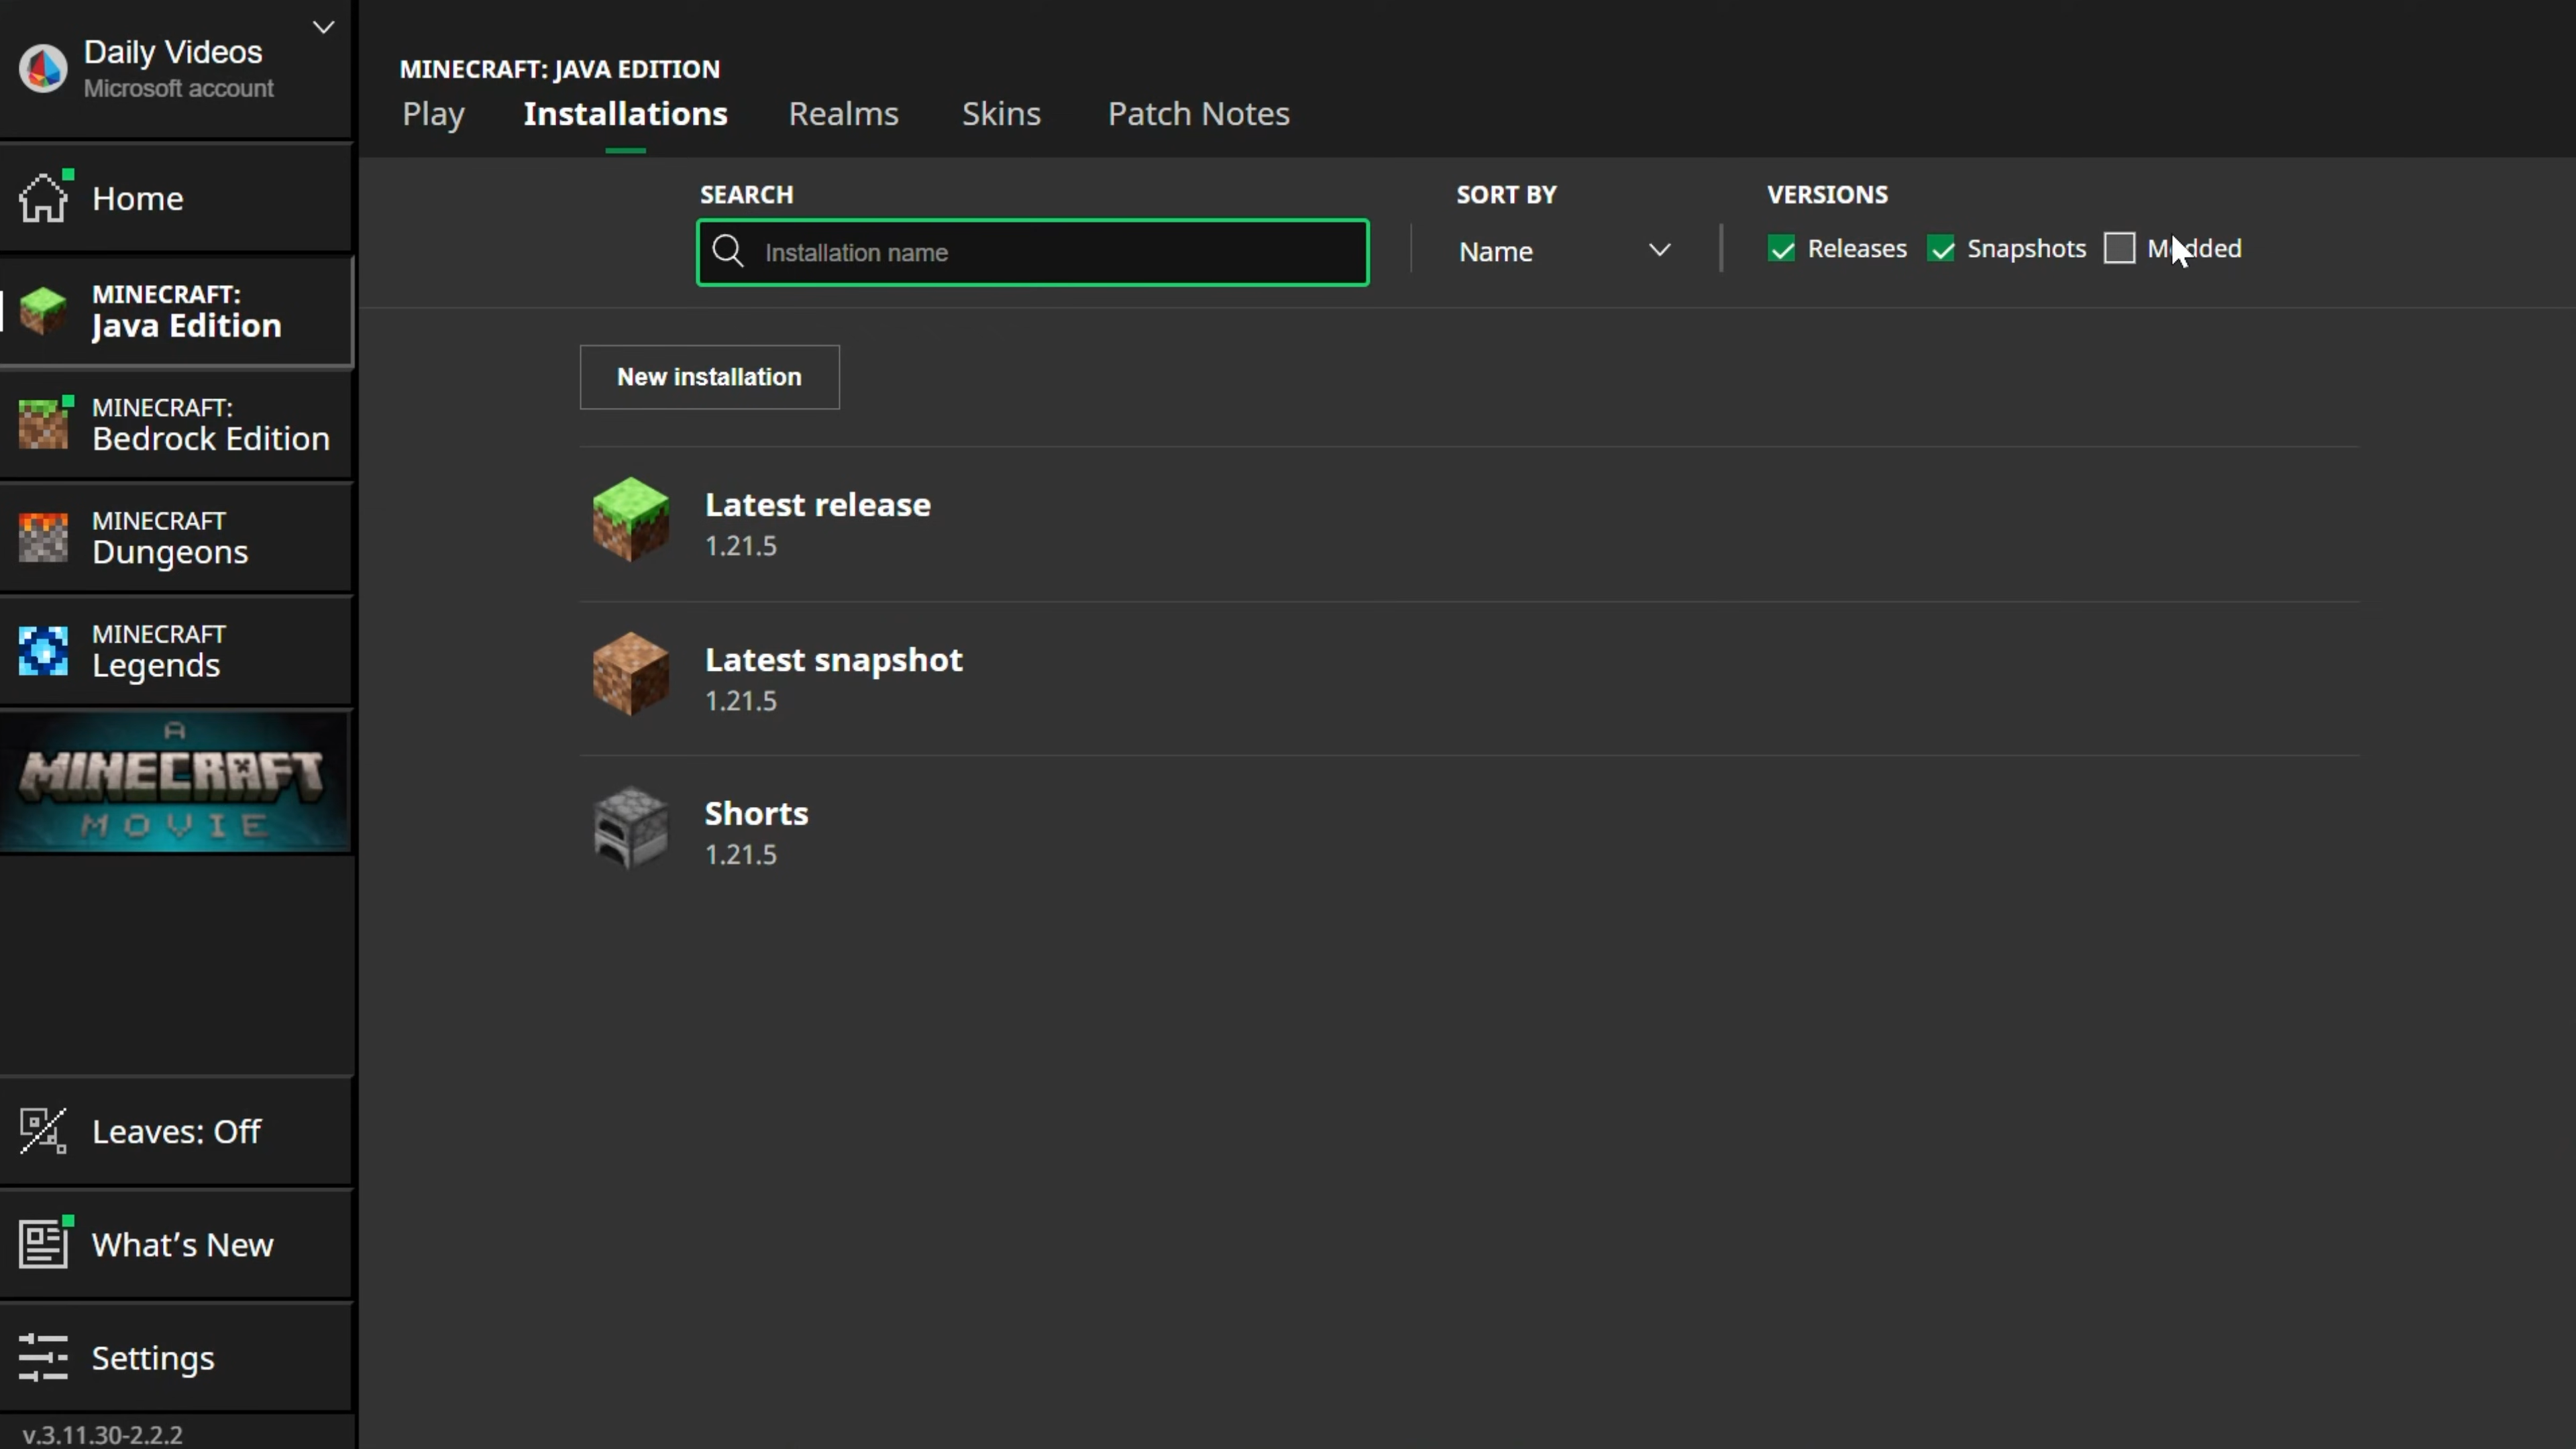 Daily Videos
Microsoft account
Home
MINECRAFT:
Java Edition
MINECRAFT:
Bedrock Edition
MINECRAFT
Dungeons
MINECRAFT
Legends
A
MINECRAFT
MOVIE
Leaves: Off
What's New
Settings
v.3.11.30-2.2.2
MINECRAFT: JAVA EDITION
Play Installations Realms Skins Patch Notes
SEARCH SORT BY VERSIONS
Installation name Name Releases Snapshots Modded
New installation
Latest release
1.21.5
Latest snapshot
1.21.5
Shorts
1.21.5